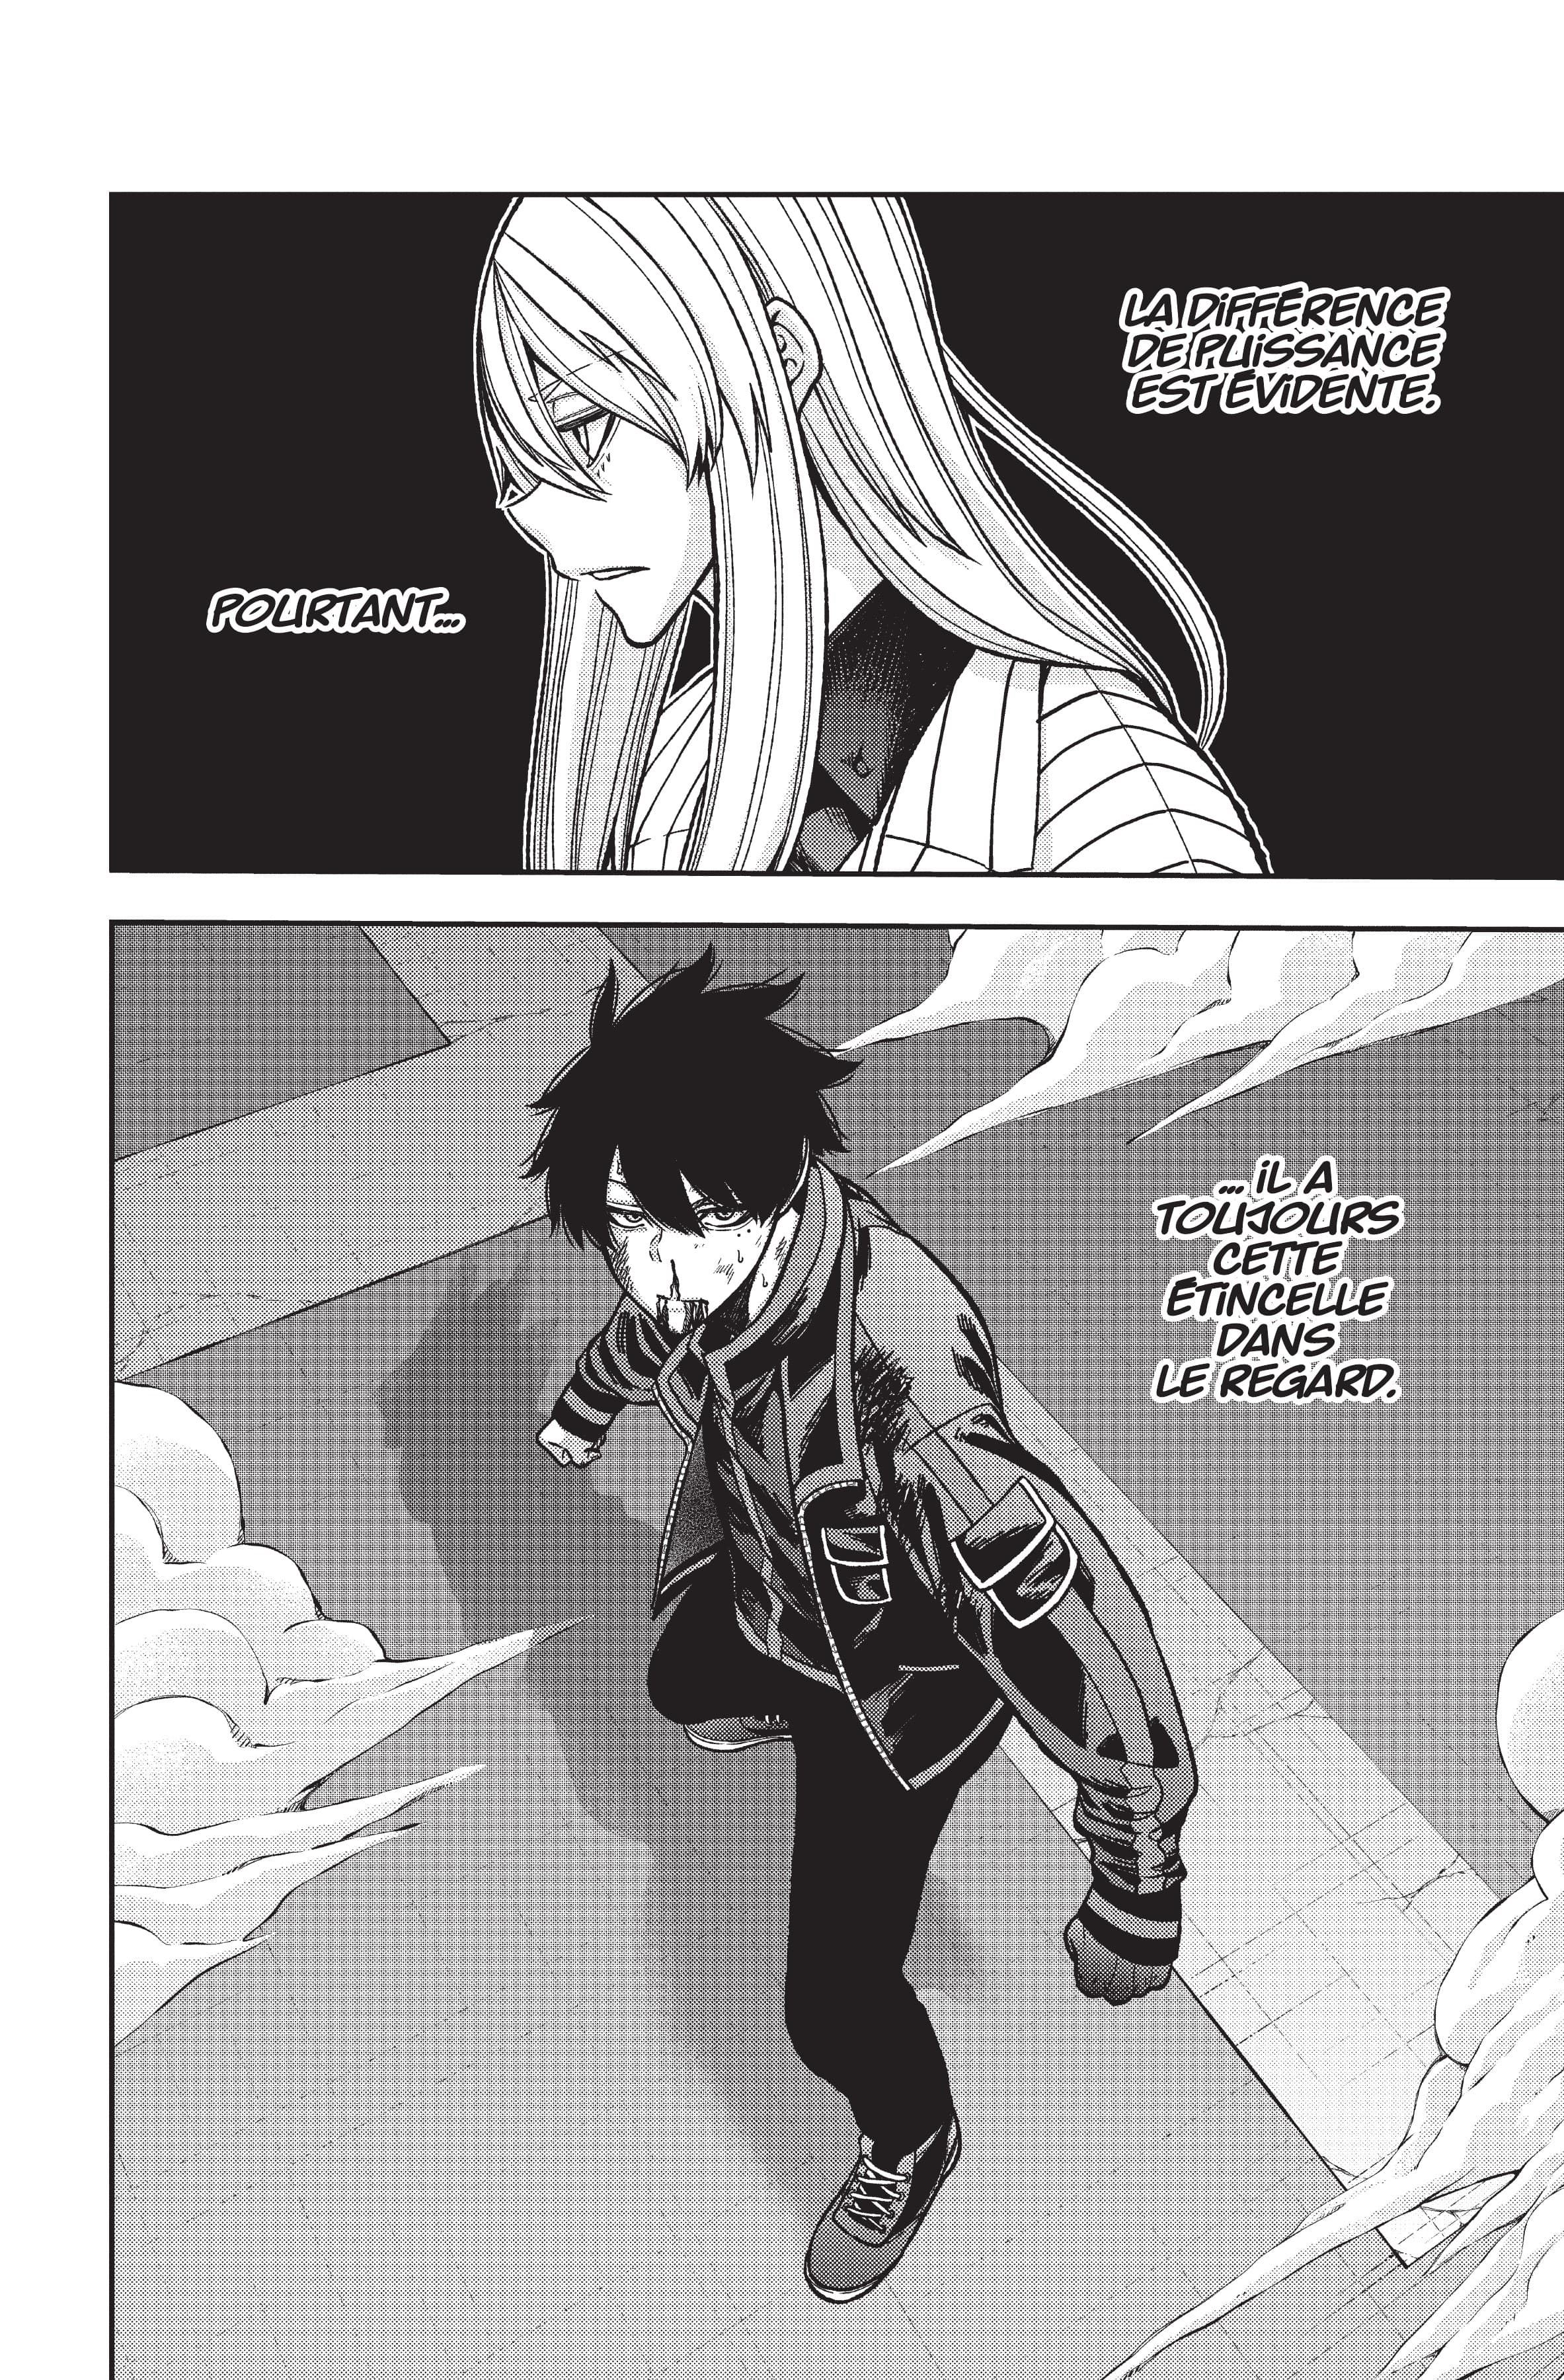 LA DIFFÉRENCE
DE PUISSANCE
EST ÉVIDENTE.
POURTANT...
... IL A
TOUJOURS
CETTE
ÉTINCELLE
DANS
LE REGARD.